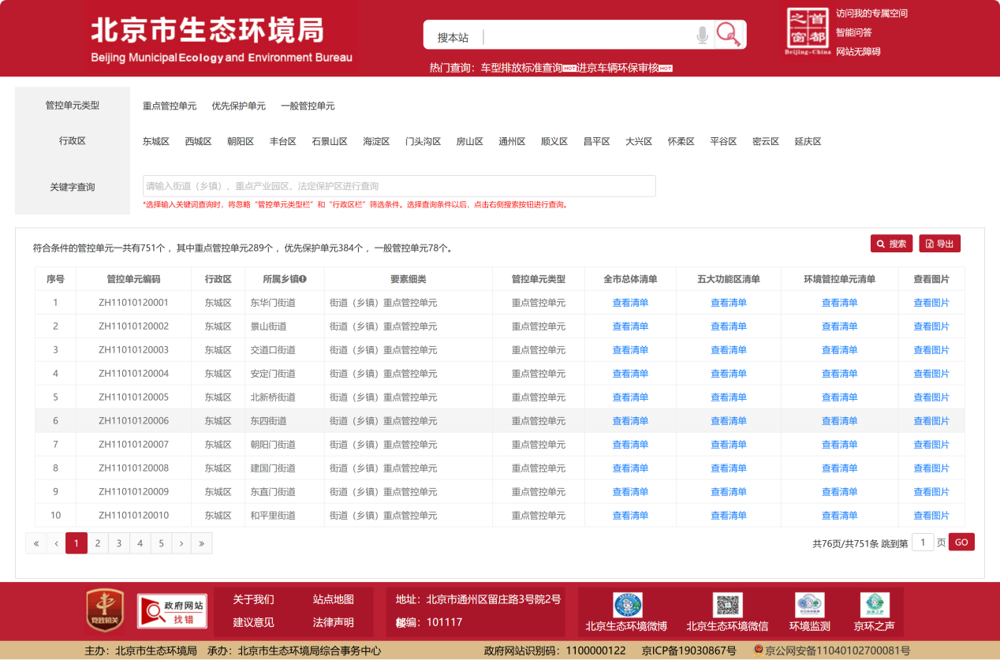 北京市生态环境局
Beijing Municipal Ecology and Environment Bureau
搜本站
热门查询：车型排放标准查询HOT进京车辆环保审核HOT
首都之窗
Beijing-China
访问我的专属空间
智能问答
网站无障碍
管控单元类型 重点管控单元 优先保护单元 一般管控单元
行政区 东城区 西城区 朝阳区 丰台区 石景山区 海淀区 门头沟区 房山区 通州区 顺义区 昌平区 大兴区 怀柔区 平谷区 密云区 延庆区
关键字查询 请输入街道（乡镇）、重点产业园区、法定保护区进行查询
*选择输入关键词查询时，将忽略“管控单元类型栏”和“行政区栏”筛选条件。选择查询条件以后，点击右侧搜索按钮进行查询。
符合条件的管控单元一共有751个 ，其中重点管控单元289个 ，优先保护单元384个 ，一般管控单元78个。
搜索 导出
序号 管控单元编码 行政区 所属乡镇 要素细类 管控单元类型 全市总体清单 五大功能区清单 环境管控单元清单 查看图片
1 ZH11010120001 东城区 东华门街道 街道（乡镇）重点管控单元 重点管控单元 查看清单 查看清单 查看清单 查看图片
2 ZH11010120002 东城区 景山街道 街道（乡镇）重点管控单元 重点管控单元 查看清单 查看清单 查看清单 查看图片
3 ZH11010120003 东城区 交道口街道 街道（乡镇）重点管控单元 重点管控单元 查看清单 查看清单 查看清单 查看图片
4 ZH11010120004 东城区 安定门街道 街道（乡镇）重点管控单元 重点管控单元 查看清单 查看清单 查看清单 查看图片
5 ZH11010120005 东城区 北新桥街道 街道（乡镇）重点管控单元 重点管控单元 查看清单 查看清单 查看清单 查看图片
6 ZH11010120006 东城区 东四街道 街道（乡镇）重点管控单元 重点管控单元 查看清单 查看清单 查看清单 查看图片
7 ZH11010120007 东城区 朝阳门街道 街道（乡镇）重点管控单元 重点管控单元 查看清单 查看清单 查看清单 查看图片
8 ZH11010120008 东城区 建国门街道 街道（乡镇）重点管控单元 重点管控单元 查看清单 查看清单 查看清单 查看图片
9 ZH11010120009 东城区 东直门街道 街道（乡镇）重点管控单元 重点管控单元 查看清单 查看清单 查看清单 查看图片
10 ZH11010120010 东城区 和平里街道 街道（乡镇）重点管控单元 重点管控单元 查看清单 查看清单 查看清单 查看图片
« ‹ 1 2 3 4 5 › »
共76页/共751条 跳到第 1 页 GO
党政机关
政府网站
找错
关于我们 站点地图
建议意见 法律声明
地址：北京市通州区留庄路3号院2号
邮编：101117
北京生态环境微博 北京生态环境微信 环境监测 京环之声
主办：北京市生态环境局 承办：北京市生态环境局综合事务中心 政府网站识别码：1100000122 京ICP备19030867号 京公网安备11040102700081号